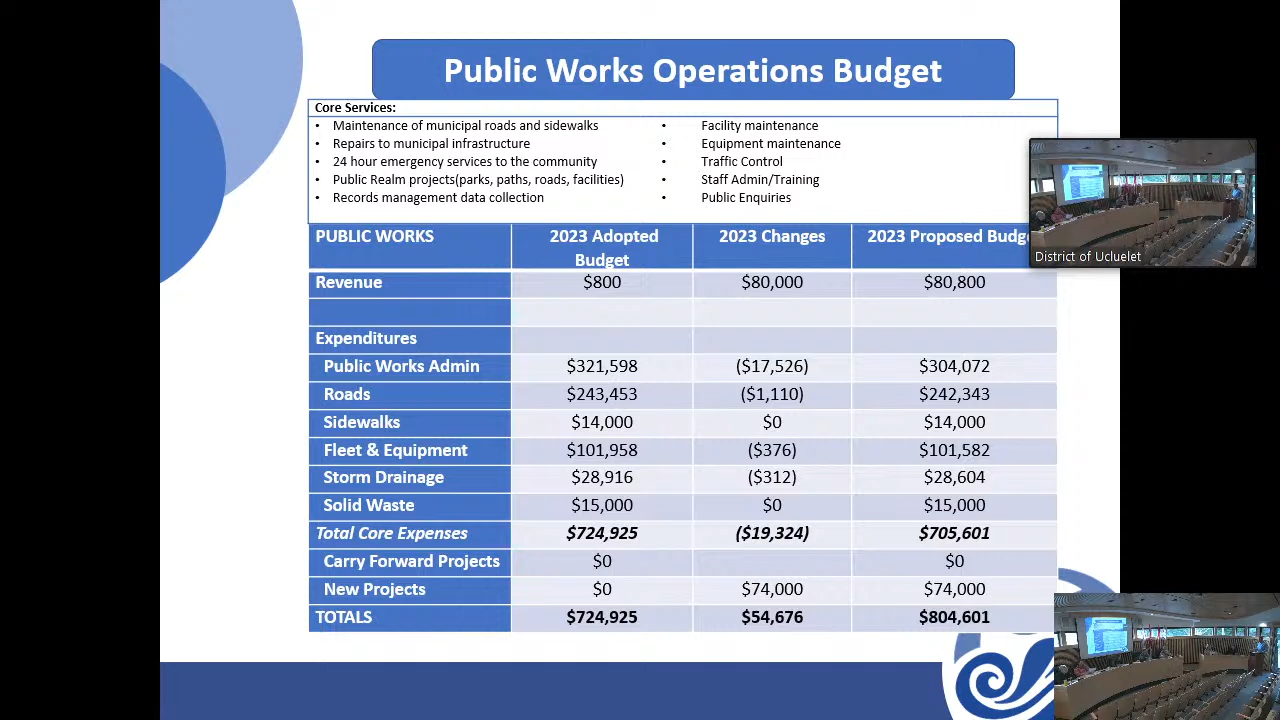 Public Works Operations Budget
Core Services:
• Maintenance of municipal roads and sidewalks
• Repairs to municipal infrastructure
• 24 hour emergency services to the community
• Public Realm projects(parks, paths, roads, facilities)
• Records management data collection
• Facility maintenance
• Equipment maintenance
• Traffic Control
• Staff Admin/Training
• Public Enquiries
District of Ucluelet
PUBLIC WORKS 2023 Adopted Budget 2023 Changes 2023 Proposed Budge
Revenue $800 $80,000 $80,800
Expenditures
Public Works Admin $321,598 ($17,526) $304,072
Roads $243,453 ($1,110) $242,343
Sidewalks $14,000 $0 $14,000
Fleet & Equipment $101,958 ($376) $101,582
Storm Drainage $28,916 ($312) $28,604
Solid Waste $15,000 $0 $15,000
Total Core Expenses $724,925 ($19,324) $705,601
Carry Forward Projects $0 $0
New Projects $0 $74,000 $74,000
TOTALS $724,925 $54,676 $804,601